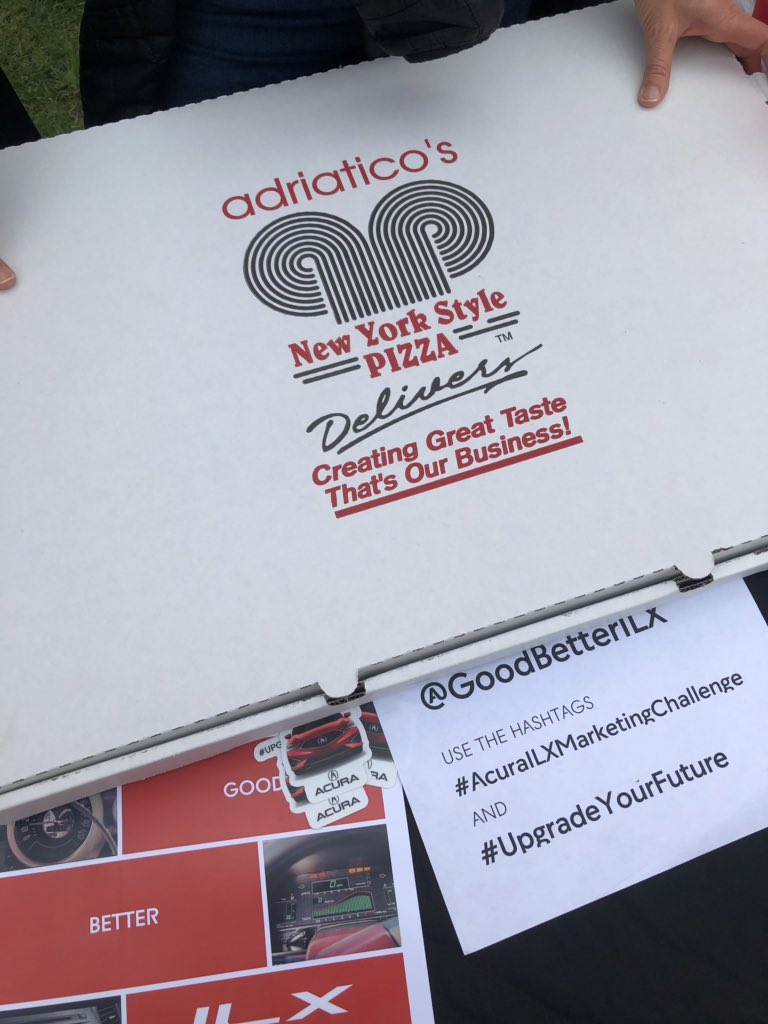 adriatico's
New York Style
PIZZA
TM
Delivers
Creating Great Taste
That's Our Business!
@GoodBetterILX
USE THE HASHTAGS
#AcuraILXMarketingChallenge
AND
#UpgradeYourFuture
#UPG
ACURA
ACURA
GOOD
BETTER
ILX